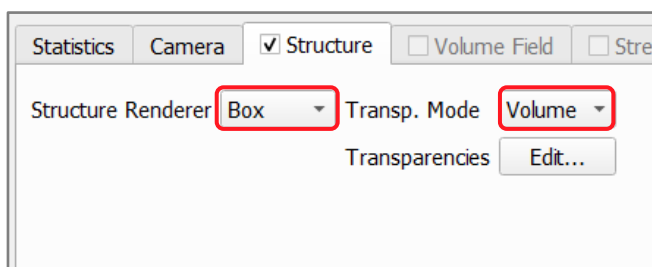 Statistics Camera Structure Volume Field Stre
Structure Renderer Box Transp. Mode Volume
Transparencies Edit...